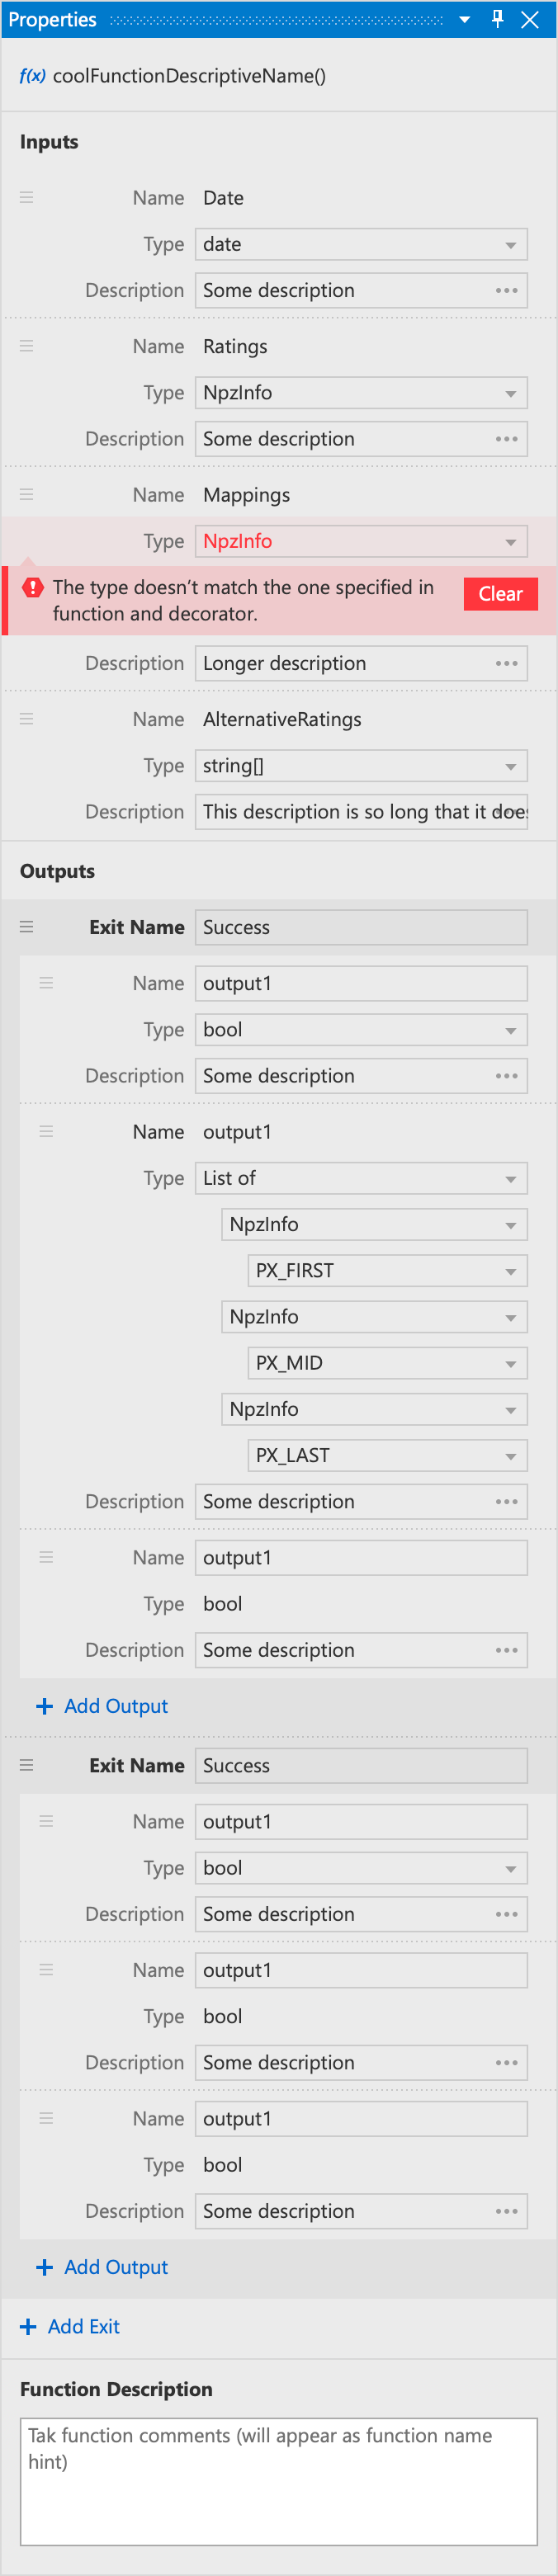 Properties
f(x) coolFunctionDescriptiveName()
Inputs
Name Date
Type date
Description Some description
Name Ratings
Type NpzInfo
Description Some description
Name Mappings
Type NpzInfo
The type doesn’t match the one specified in
function and decorator.
Clear
Description Longer description
Name AlternativeRatings
Type string[]
Description This description is so long that it does
Outputs
Exit Name Success
Name output1
Type bool
Description Some description
Name output1
Type List of
NpzInfo
PX_FIRST
NpzInfo
PX_MID
NpzInfo
PX_LAST
Description Some description
Name output1
Type bool
Description Some description
+ Add Output
Exit Name Success
Name output1
Type bool
Description Some description
Name output1
Type bool
Description Some description
Name output1
Type bool
Description Some description
+ Add Output
+ Add Exit
Function Description
Tak function comments (will appear as function name
hint)